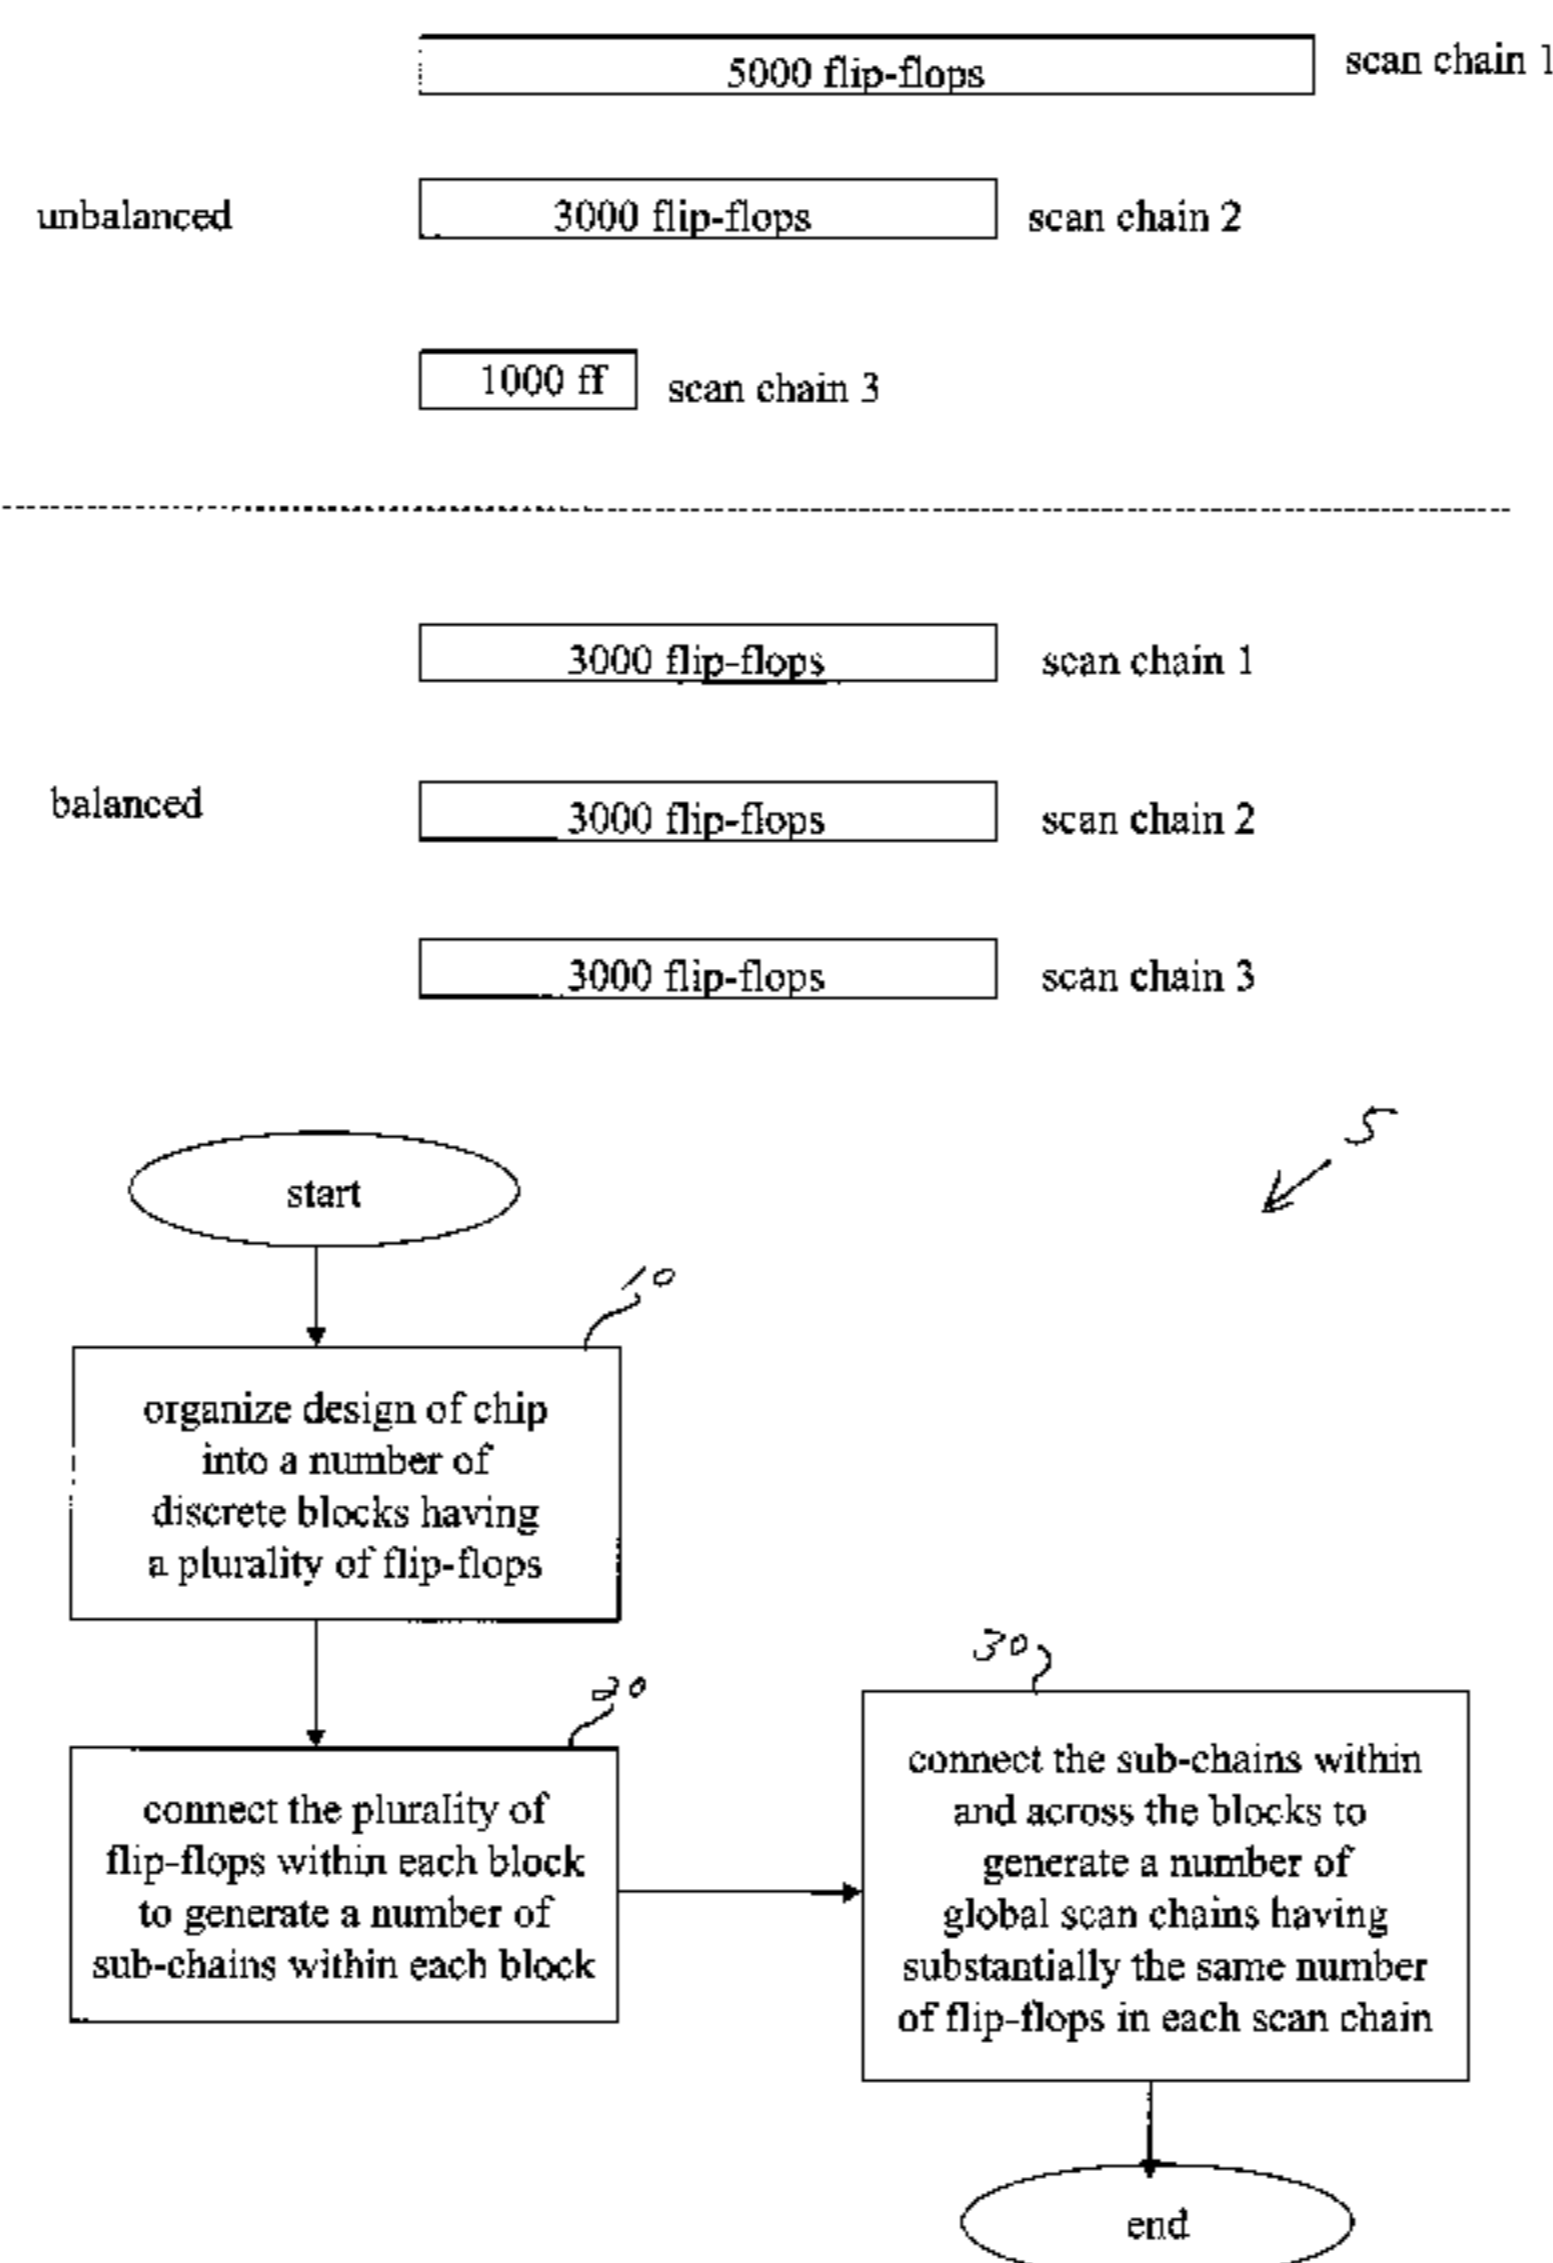 5000 flip-flops
scan chain 1
unbalanced
3000 flip-flops
scan chain 2
1000 ff
scan chain 3
3000 flip-flops
scan chain 1
balanced
3000 flip-flops
scan chain 2
3000 flip-flops
scan chain 3
5
start
10
organize design of chip
into a number of
discrete blocks having
a plurality of flip-flops
20
connect the plurality of
flip-flops within each block
to generate a number of
sub-chains within each block
30
connect the sub-chains within
and across the blocks to
generate a number of
global scan chains having
substantially the same number
of flip-flops in each scan chain
end